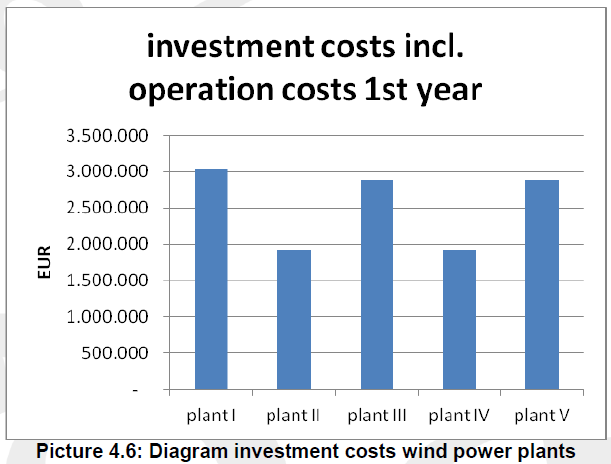 investment costs incl.
operation costs 1st year
3.500.000
3.000.000
2.500.000
2.000.000
1.500.000
1.000.000
500.000
-
EUR
plant I plant II plant III plant IV plant V
Picture 4.6: Diagram investment costs wind power plants